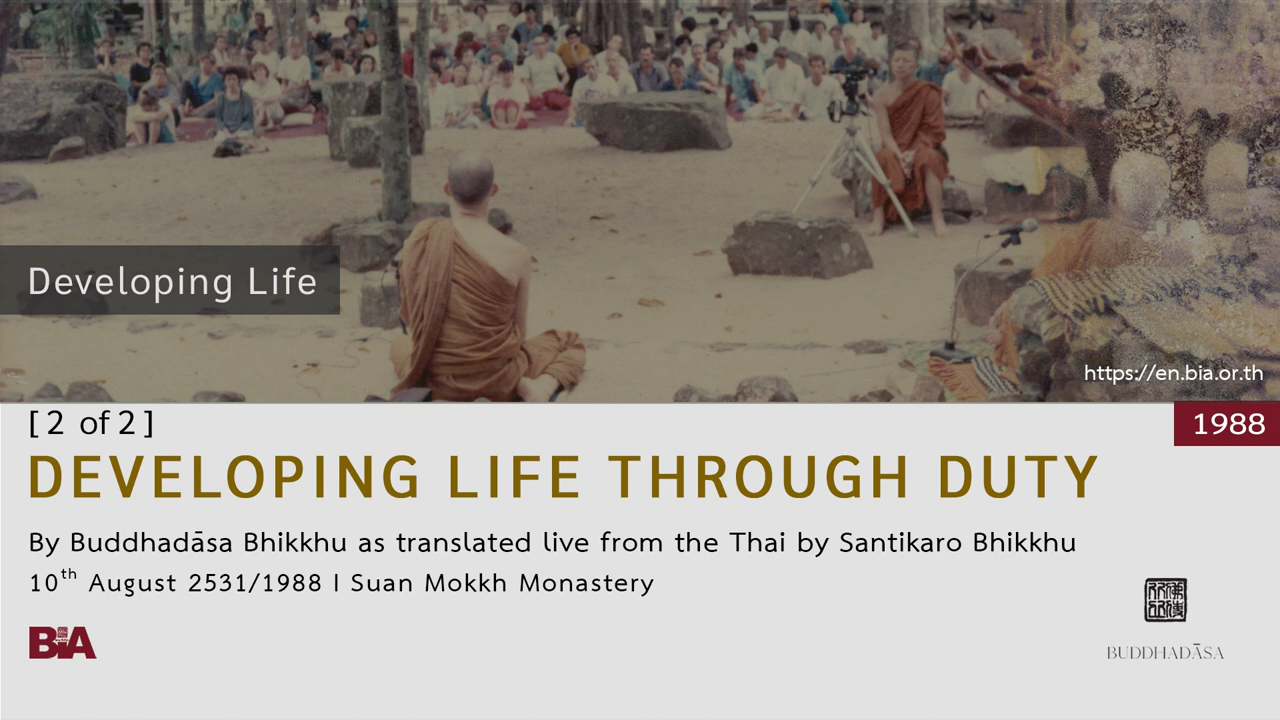 Developing Life
https://en.bia.or.th
[ 2 of 2 ]
1988
DEVELOPING LIFE THROUGH DUTY
By Buddhadāsa Bhikkhu as translated live from the Thai by Santikaro Bhikkhu
10th August 2531/1988 | Suan Mokkh Monastery
BIA
BUDDHADĀSA